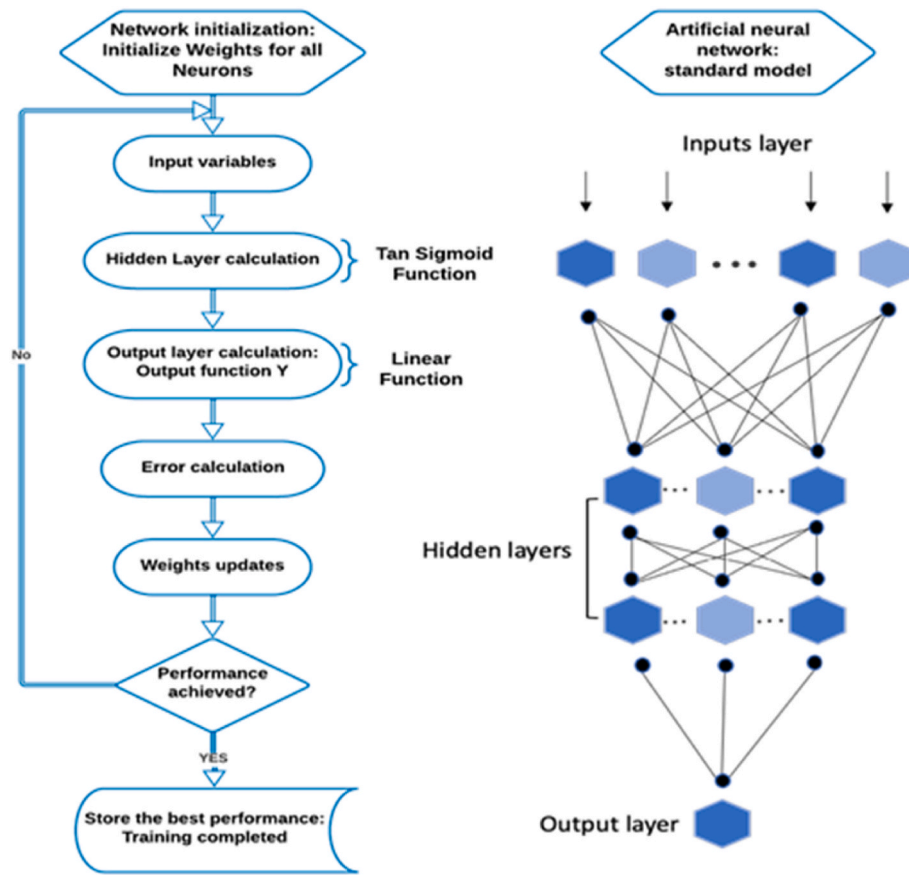 Network initialization:
Initialize Weights for all
Neurons
Input variables
Hidden Layer calculation
Tan Sigmoid
Function
Output layer calculation:
Output function Y
Linear
Function
Error calculation
Weights updates
Performance
achieved?
No
YES
Store the best performance:
Training completed
Artificial neural
network:
standard model
Inputs layer
Hidden layers
Output layer